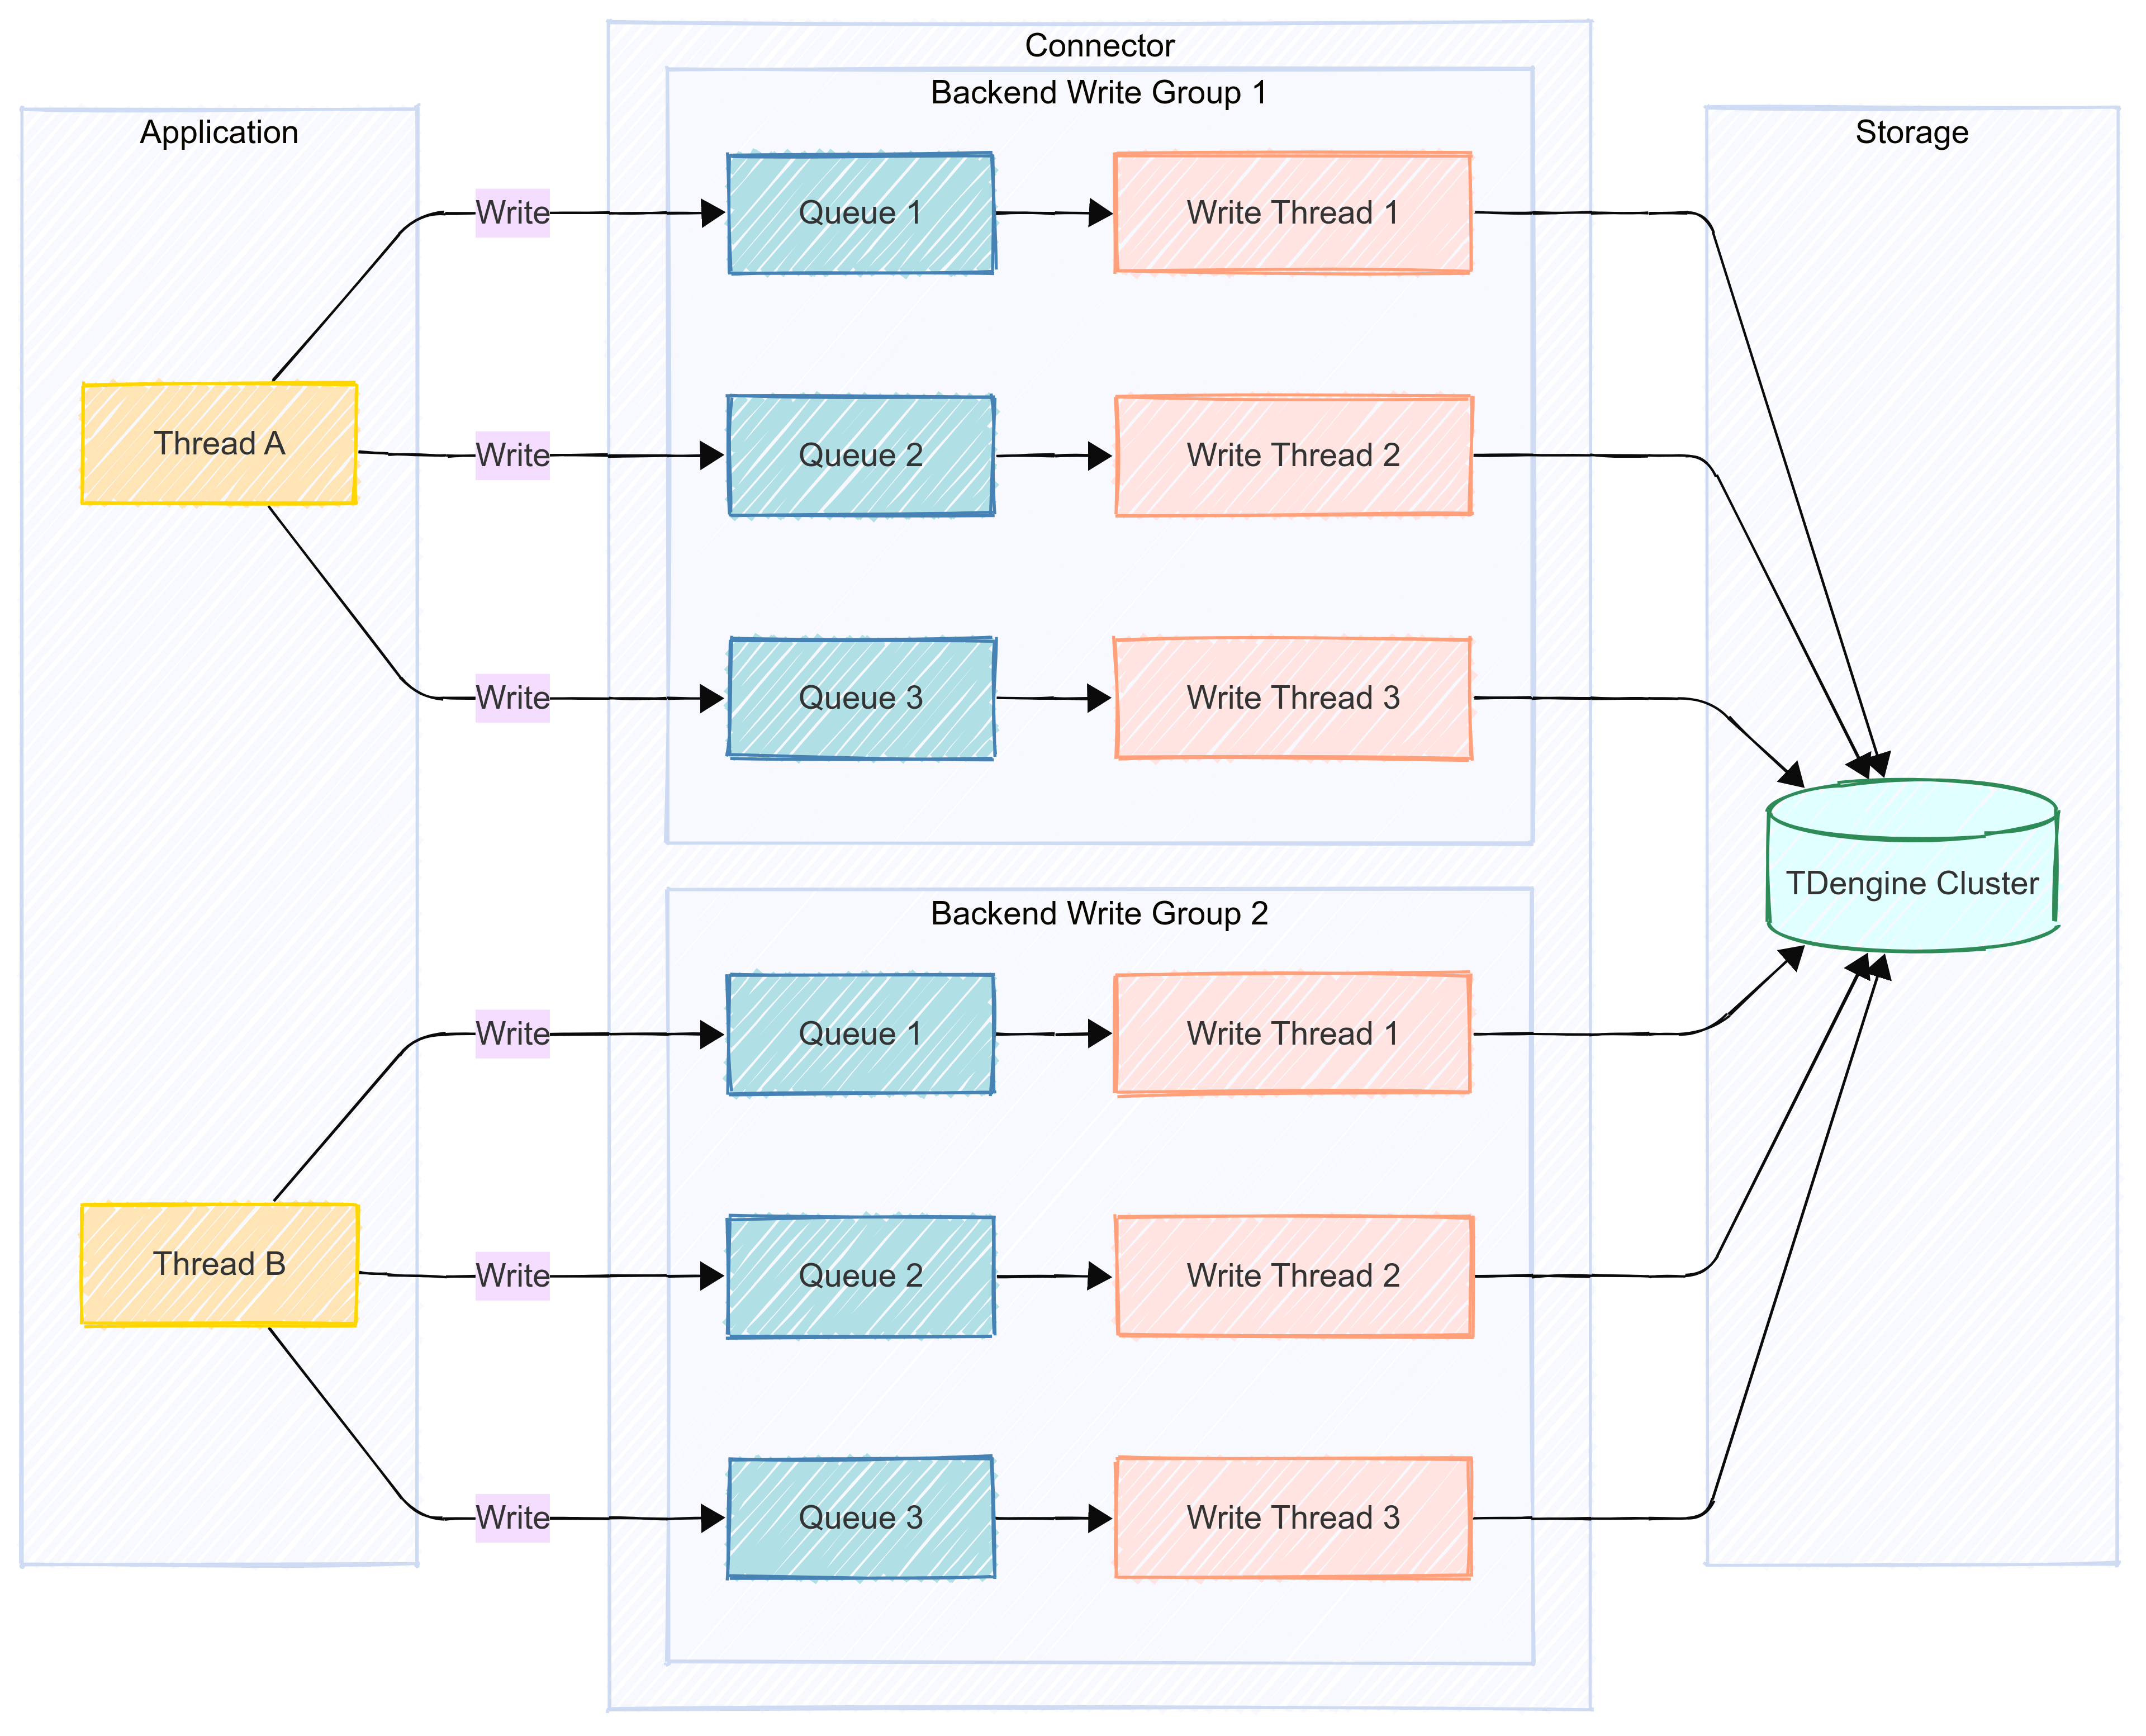 Connector
Backend Write Group 1
Application
Storage
Write
Queue 1
Write Thread 1
Thread A
Write
Queue 2
Write Thread 2
Write
Queue 3
Write Thread 3
TDengine Cluster
Backend Write Group 2
Write
Queue 1
Write Thread 1
Thread B
Write
Queue 2
Write Thread 2
Write
Queue 3
Write Thread 3